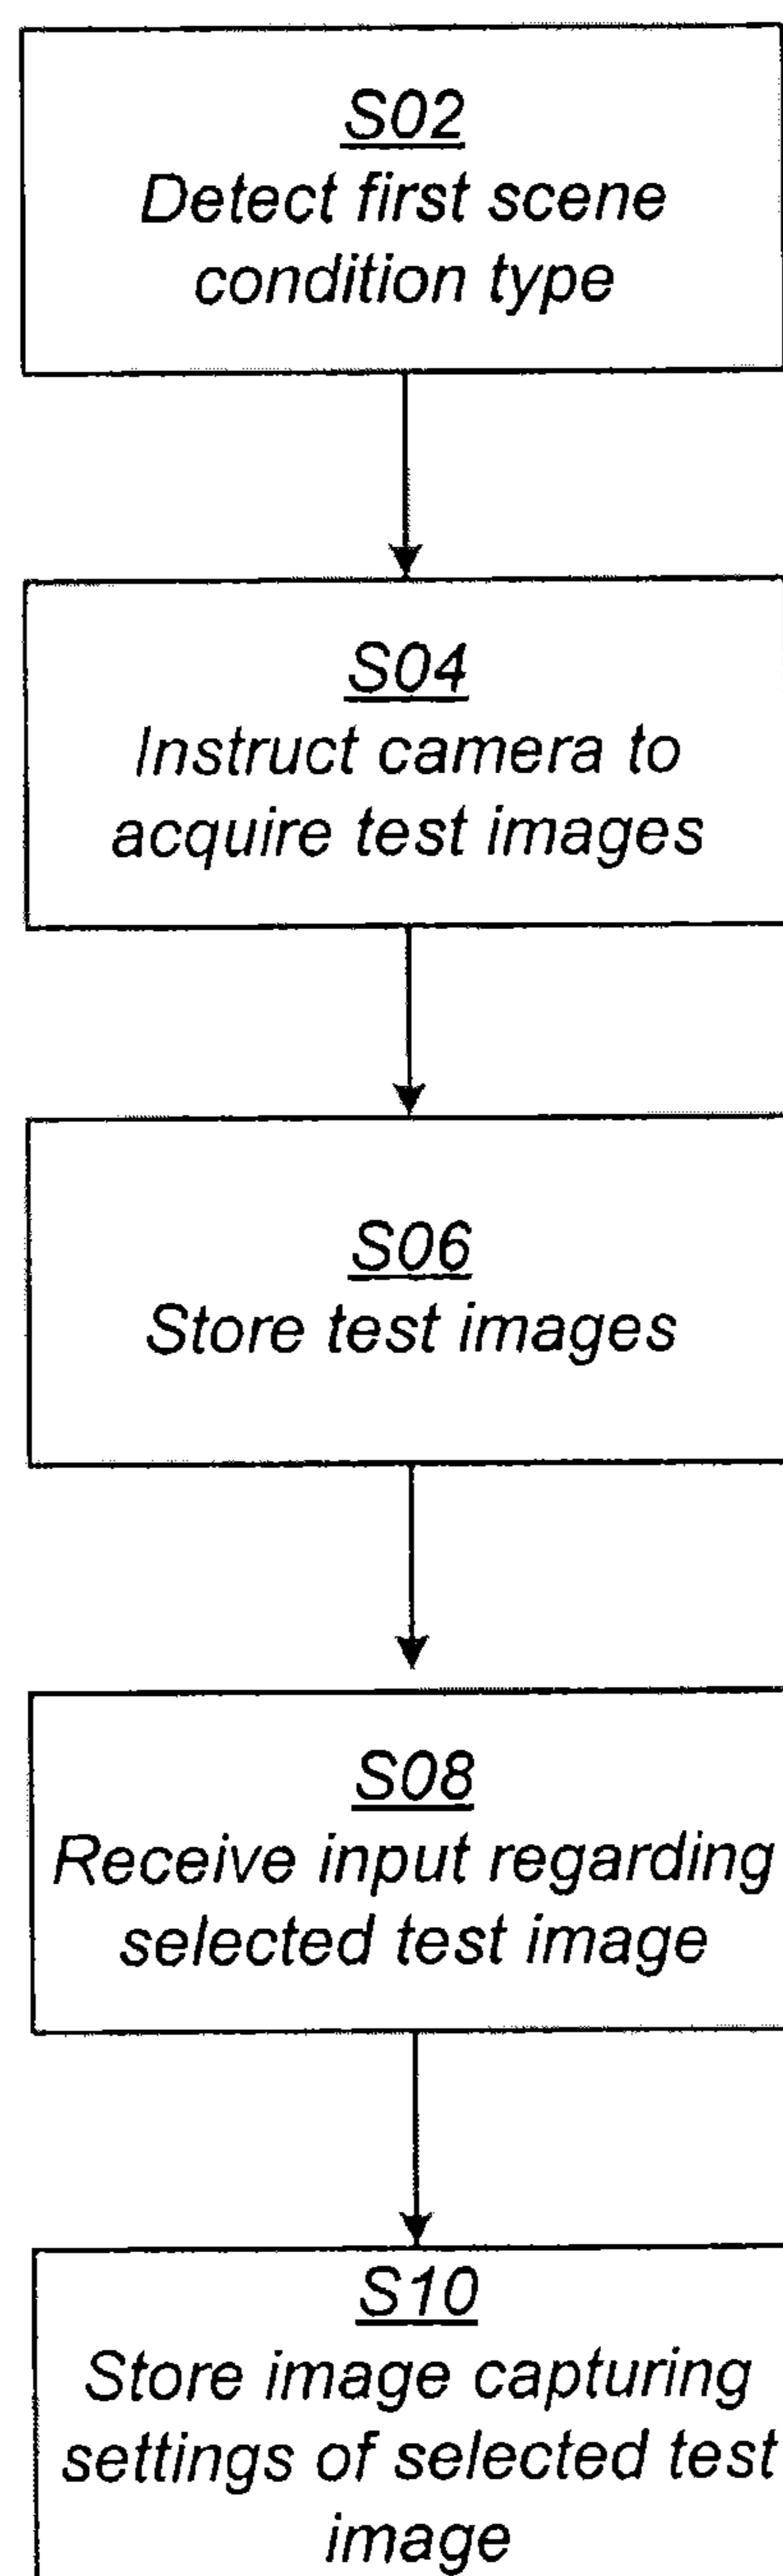 S02
Detect first scene
condition type
S04
Instruct camera to
acquire test images
S06
Store test images
S08
Receive input regarding
selected test image
S10
Store image capturing
settings of selected test
image